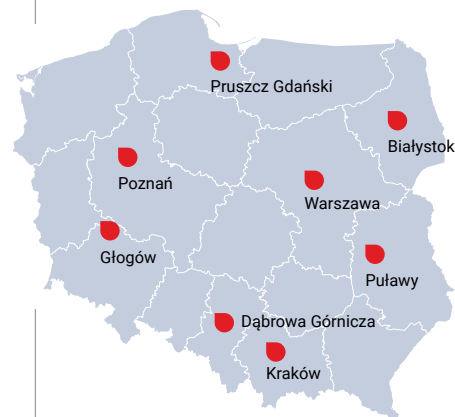 Pruszcz Gdański
Białystok
Poznań
Warszawa
Głogów
Puławy
Dąbrowa Górnicza
Kraków